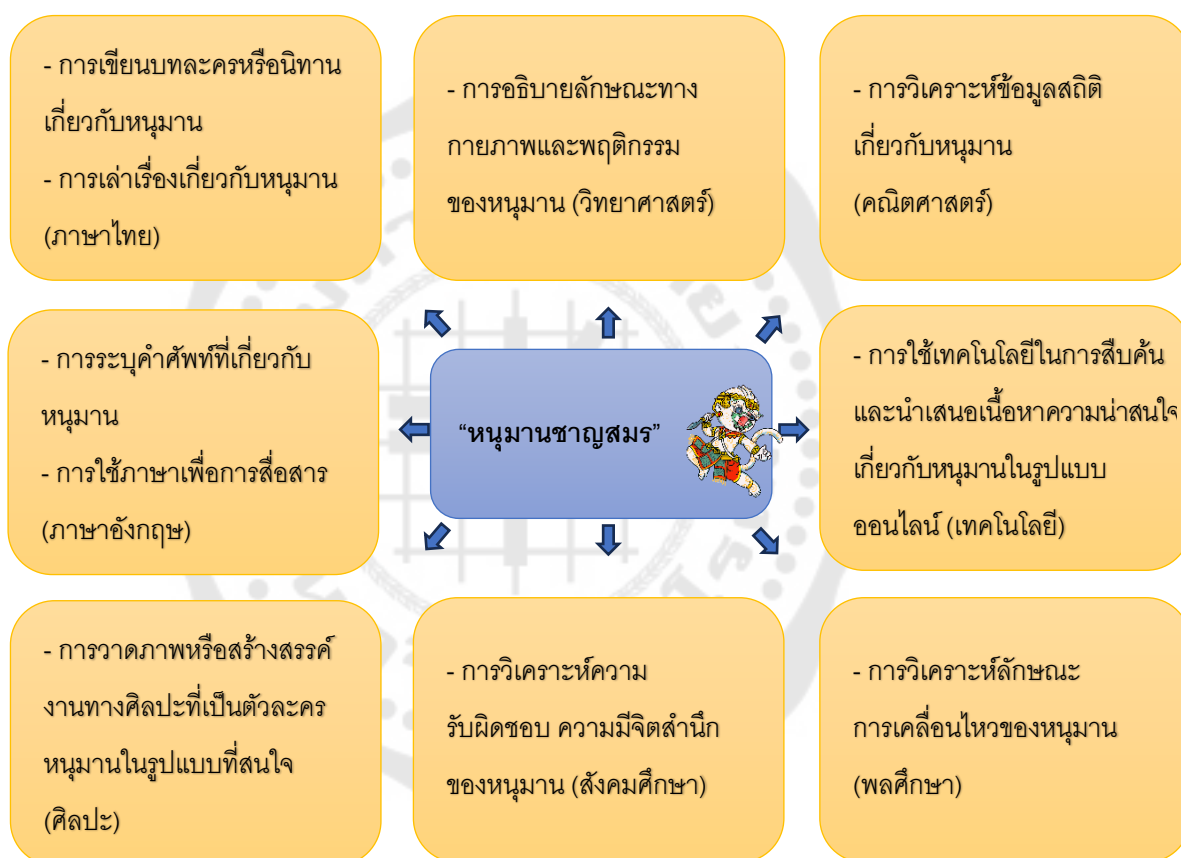 - การเขียนบทละครหรือนิทาน
เกี่ยวกับหนุมาน
- การเล่าเรื่องเกี่ยวกับหนุมาน
(ภาษาไทย)
- การอธิบายลักษณะทาง
กายภาพและพฤติกรรม
ของหนุมาน (วิทยาศาสตร์)
- การวิเคราะห์ข้อมูลสถิติ
เกี่ยวกับหนุมาน
(คณิตศาสตร์)
- การระบุคำศัพท์ที่เกี่ยวกับ
หนุมาน
- การใช้ภาษาเพื่อการสื่อสาร
(ภาษาอังกฤษ)
“หนุมานชาญสมร”
- การใช้เทคโนโลยีในการสืบค้น
และนำเสนอเนื้อหาความน่าสนใจ
เกี่ยวกับหนุมานในรูปแบบ
ออนไลน์ (เทคโนโลยี)
- การวาดภาพหรือสร้างสรรค์
งานทางศิลปะที่เป็นตัวละคร
หนุมานในรูปแบบที่สนใจ
(ศิลปะ)
- การวิเคราะห์ความ
รับผิดชอบ ความมีจิตสำนึก
ของหนุมาน (สังคมศึกษา)
- การวิเคราะห์ลักษณะ
การเคลื่อนไหวของหนุมาน
(พลศึกษา)